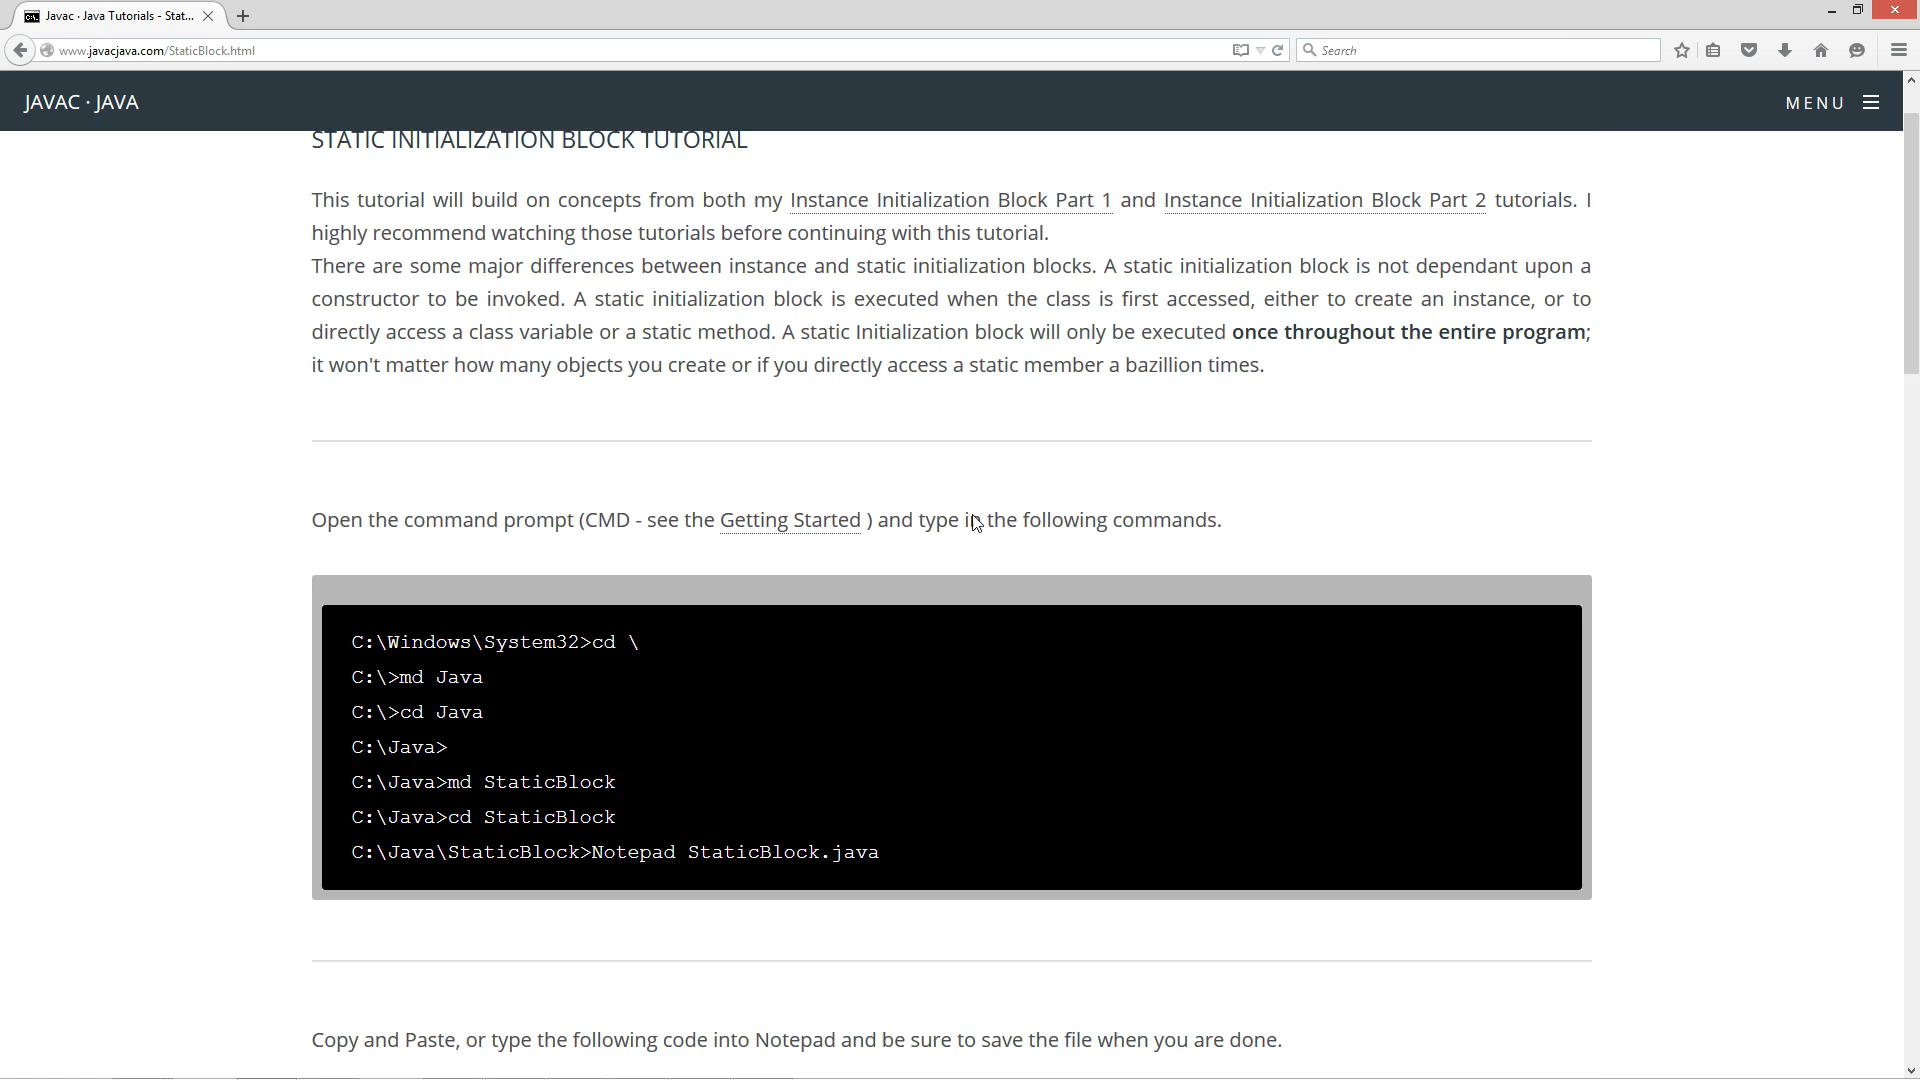 Javac · Java Tutorials - Stat...
www.javacjava.com/StaticBlock.html
Search
JAVAC · JAVA
MENU
STATIC INITIALIZATION BLOCK TUTORIAL
This tutorial will build on concepts from both my Instance Initialization Block Part 1 and Instance Initialization Block Part 2 tutorials. I
highly recommend watching those tutorials before continuing with this tutorial.
There are some major differences between instance and static initialization blocks. A static initialization block is not dependant upon a
constructor to be invoked. A static initialization block is executed when the class is first accessed, either to create an instance, or to
directly access a class variable or a static method. A static Initialization block will only be executed once throughout the entire program;
it won't matter how many objects you create or if you directly access a static member a bazillion times.
Open the command prompt (CMD - see the Getting Started ) and type in the following commands.
C:\Windows\System32>cd \
C:\>md Java
C:\>cd Java
C:\Java>
C:\Java>md StaticBlock
C:\Java>cd StaticBlock
C:\Java\StaticBlock>Notepad StaticBlock.java
Copy and Paste, or type the following code into Notepad and be sure to save the file when you are done.